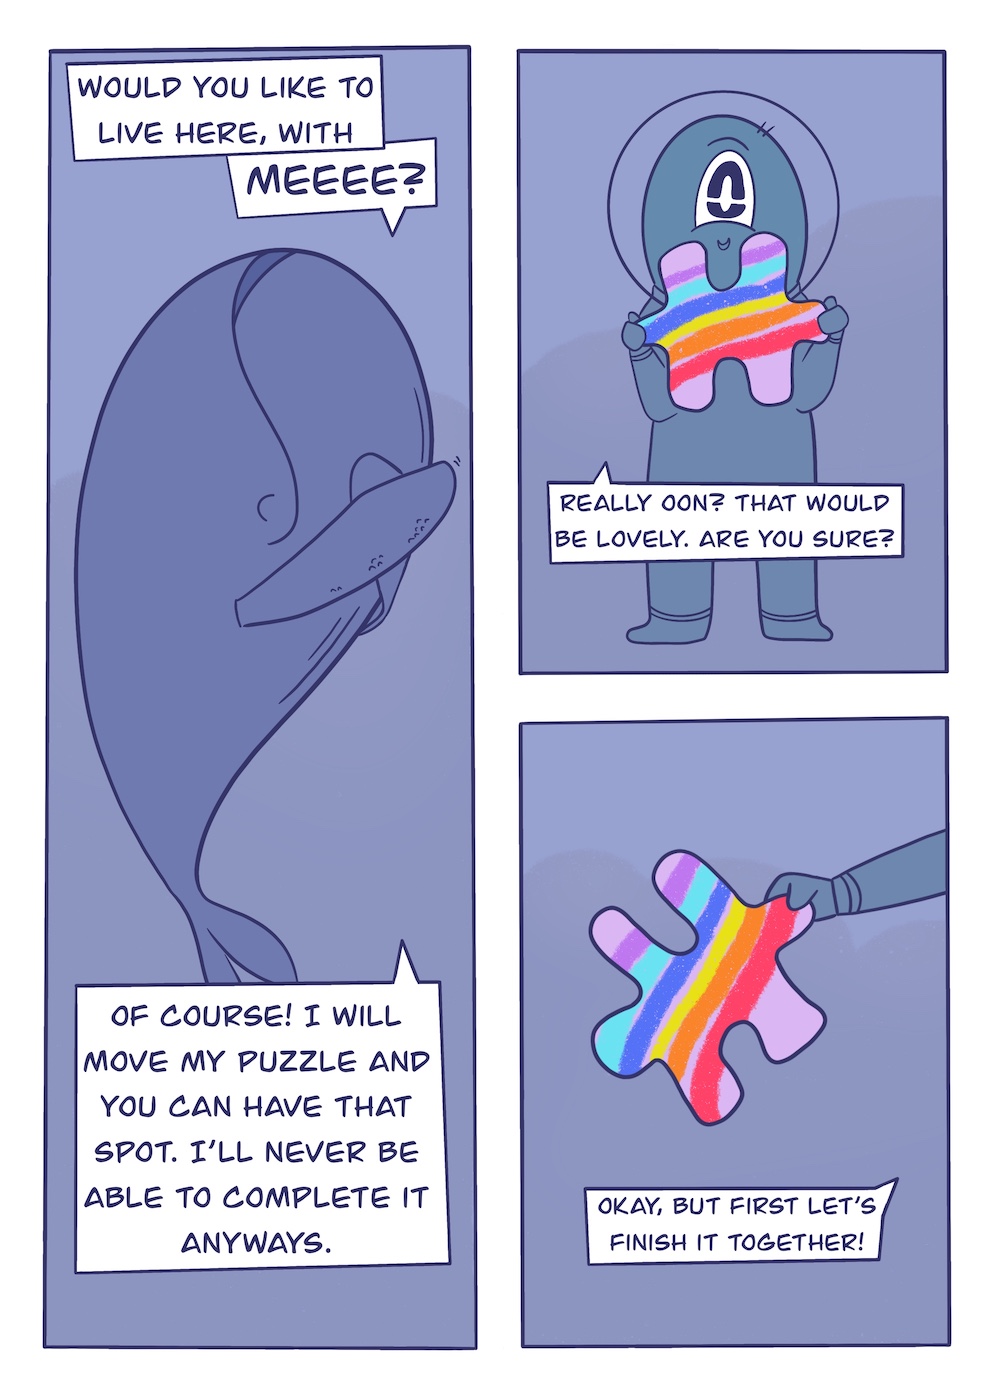 WOULD YOU LIKE TO
LIVE HERE, WITH
MEEEE?
OF COURSE! I WILL
MOVE MY PUZZLE AND
YOU CAN HAVE THAT
SPOT. I'LL NEVER BE
ABLE TO COMPLETE IT
ANYWAYS.
REALLY OON? THAT WOULD
BE LOVELY. ARE YOU SURE?
OKAY, BUT FIRST LET'S
FINISH IT TOGETHER!